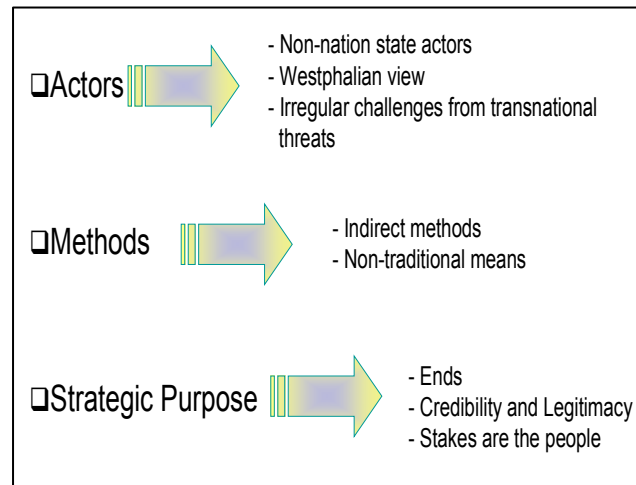 ❑Actors
- Non-nation state actors
- Westphalian view
- Irregular challenges from transnational
threats
❑Methods
- Indirect methods
- Non-traditional means
❑Strategic Purpose
- Ends
- Credibility and Legitimacy
- Stakes are the people